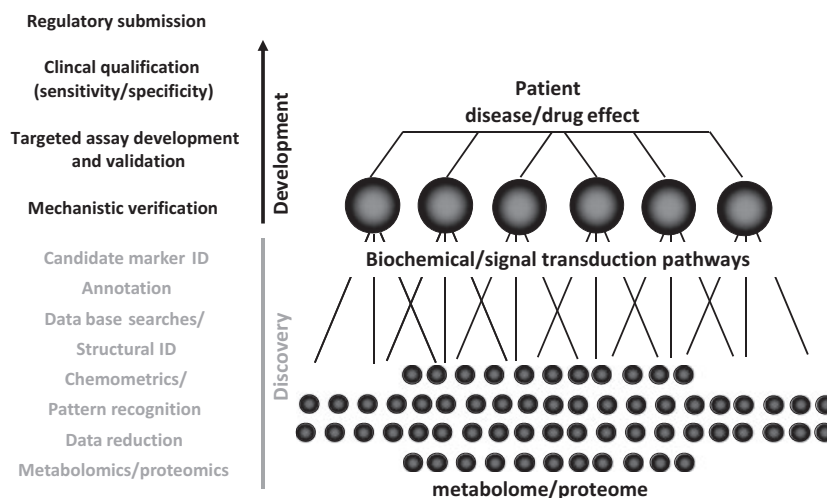 Regulatory submission
Clincal qualification
(sensitivity/specificity)
Targeted assay development
and validation
Mechanistic verification
Candidate marker ID
Annotation
Data base searches/
Structural ID
Chemometrics/
Pattern recognition
Data reduction
Metabolomics/proteomics
Development
Discovery
Patient
disease/drug effect
Biochemical/signal transduction pathways
metabolome/proteome